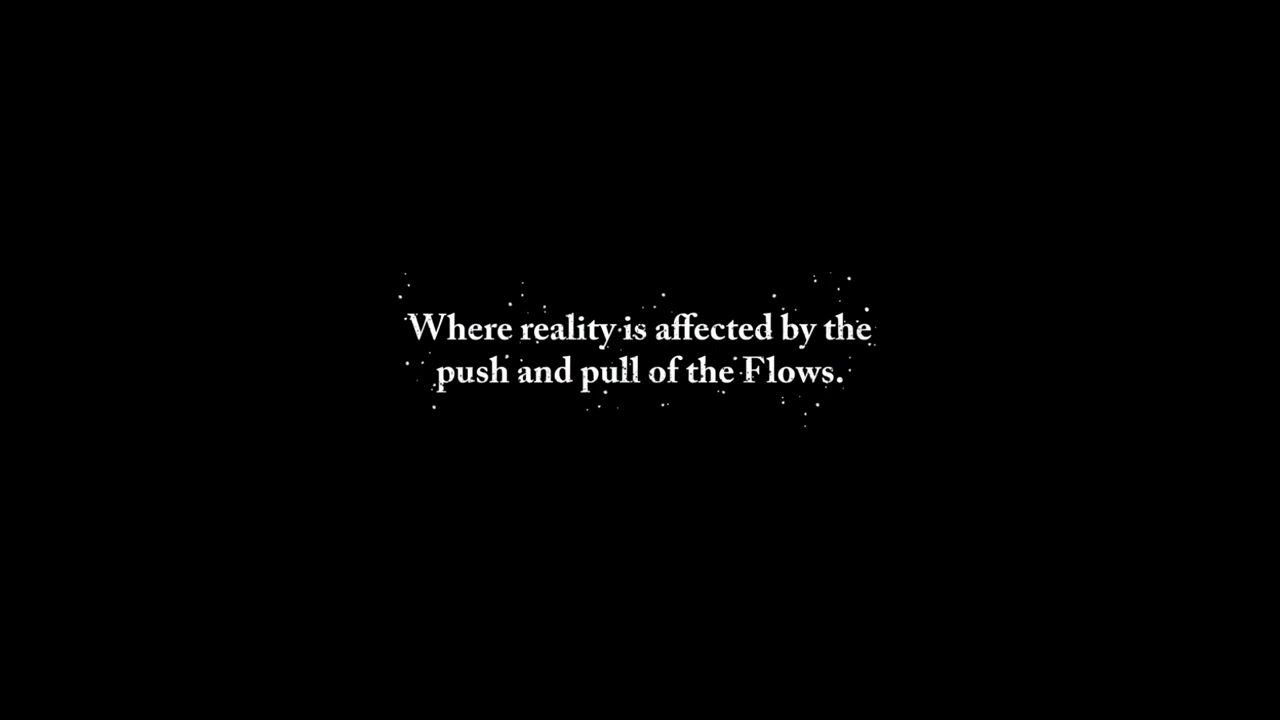 Where reality is affected by the
push and pull of the Flows.